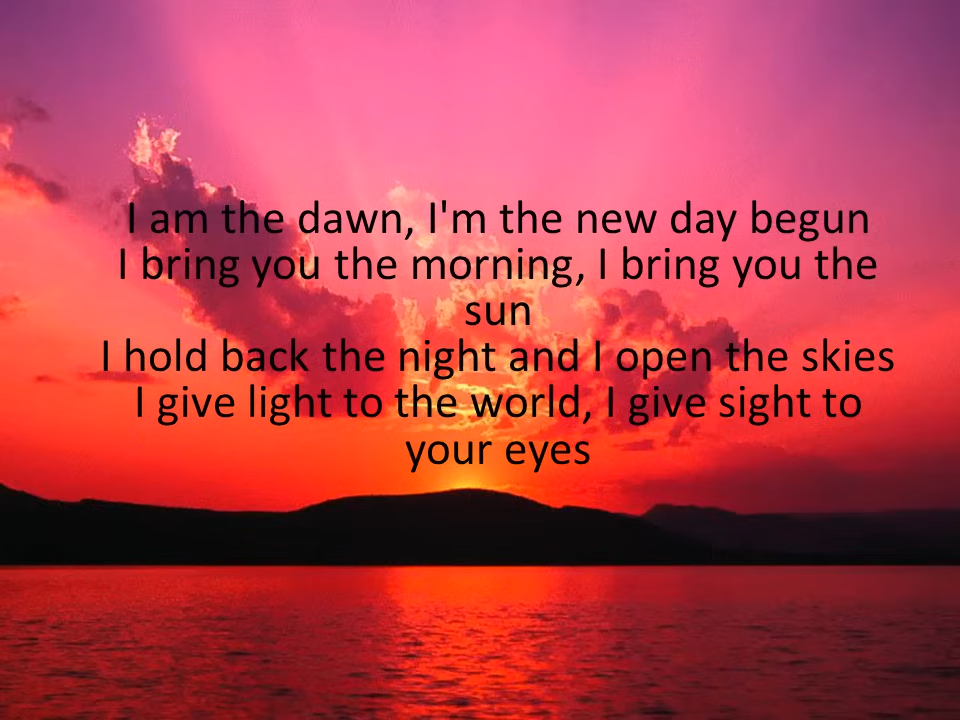 I am the dawn, I'm the new day begun
I bring you the morning, I bring you the
sun
I hold back the night and I open the skies
I give light to the world, I give sight to
your eyes